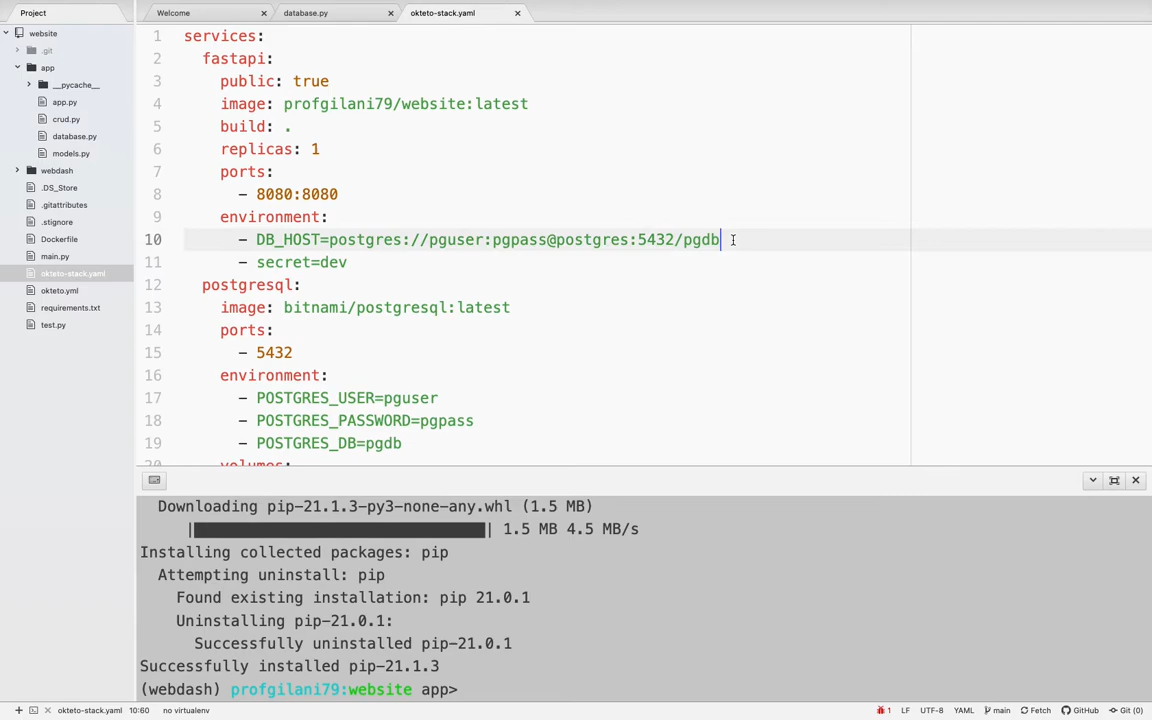 Project
Welcome
database.py
okteto-stack.yaml
website
.git
app
__pycache__
app.py
crud.py
database.py
models.py
webdash
.DS_Store
.gitattributes
.stignore
Dockerfile
main.py
okteto-stack.yaml
okteto.yml
requirements.txt
test.py
1 services:
2 fastapi:
3 public: true
4 image: profgilani79/website:latest
5 build: .
6 replicas: 1
7 ports:
8 - 8080:8080
9 environment:
10 - DB_HOST=postgres://pguser:pgpass@postgres:5432/pgdb
11 - secret=dev
12 postgresql:
13 image: bitnami/postgresql:latest
14 ports:
15 - 5432
16 environment:
17 - POSTGRES_USER=pguser
18 - POSTGRES_PASSWORD=pgpass
19 - POSTGRES_DB=pgdb
20 volumes:
Downloading pip-21.1.3-py3-none-any.whl (1.5 MB)
| | 1.5 MB 4.5 MB/s
Installing collected packages: pip
Attempting uninstall: pip
Found existing installation: pip 21.0.1
Uninstalling pip-21.0.1:
Successfully uninstalled pip-21.0.1
Successfully installed pip-21.1.3
(webdash) profgilani79:website app>
okteto-stack.yaml 10:60 no virtualenv 1 LF UTF-8 YAML main Fetch GitHub Git (0)